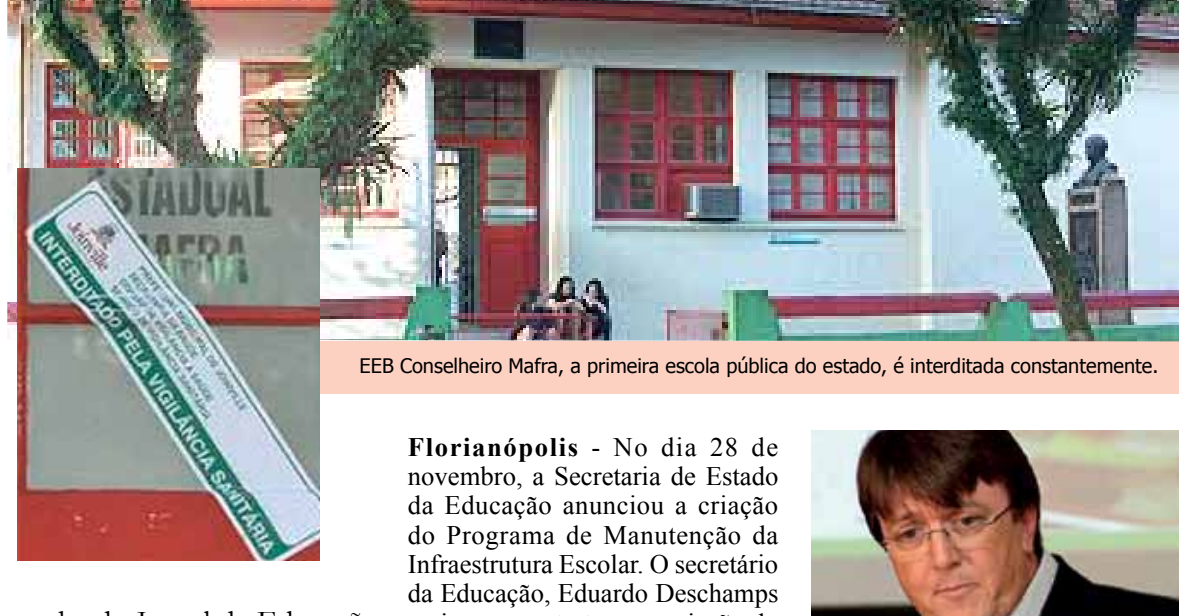 ESTADUAL
MAFRA
Joinville
INTERDITADO PELA VIGILÂNCIA SANITÁRIA
EEB Conselheiro Mafra, a primeira escola pública do estado, é interditada constantemente.
Florianópolis - No dia 28 de
novembro, a Secretaria de Estado
da Educação anunciou a criação
do Programa de Manutenção da
Infraestrutura Escolar. O secretário
da Educação, Eduardo Deschamps